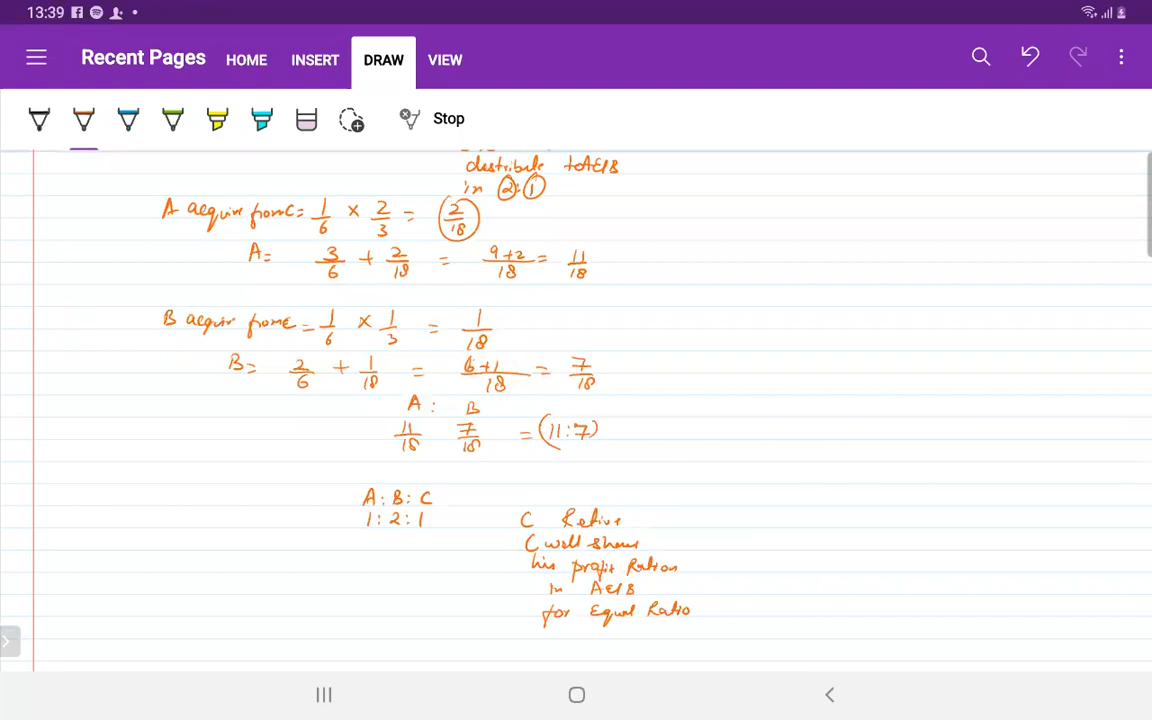 13:39
Recent Pages HOME INSERT DRAW VIEW
Stop
distribute to A & B
in 2:1
A acquire from C = 1/6 × 2/3 = 2/18
A = 3/6 + 2/18 = 9+2/18 = 11/18
B acquir from C = 1/6 × 1/3 = 1/18
B = 2/6 + 1/18 = 6+1/18 = 7/18
A : B
11/18 7/18 = (11:7)
A : B : C
1 : 2 : 1
C Retire
C will share
his profit Ration
in A & B
for Equal Ratio